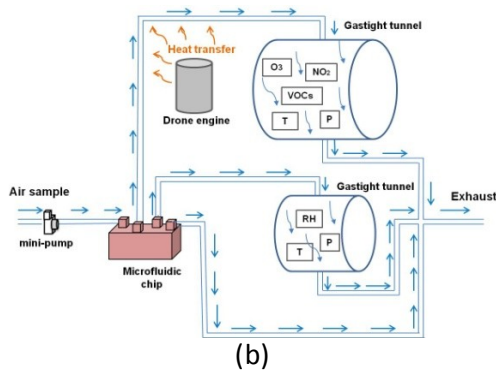 Gastight tunnel
Heat transfer
O3
NO2
VOCs
T
P
Drone engine
Air sample
Gastight tunnel
Exhaust
RH
P
T
mini-pump
Microfluidic
chip
(b)